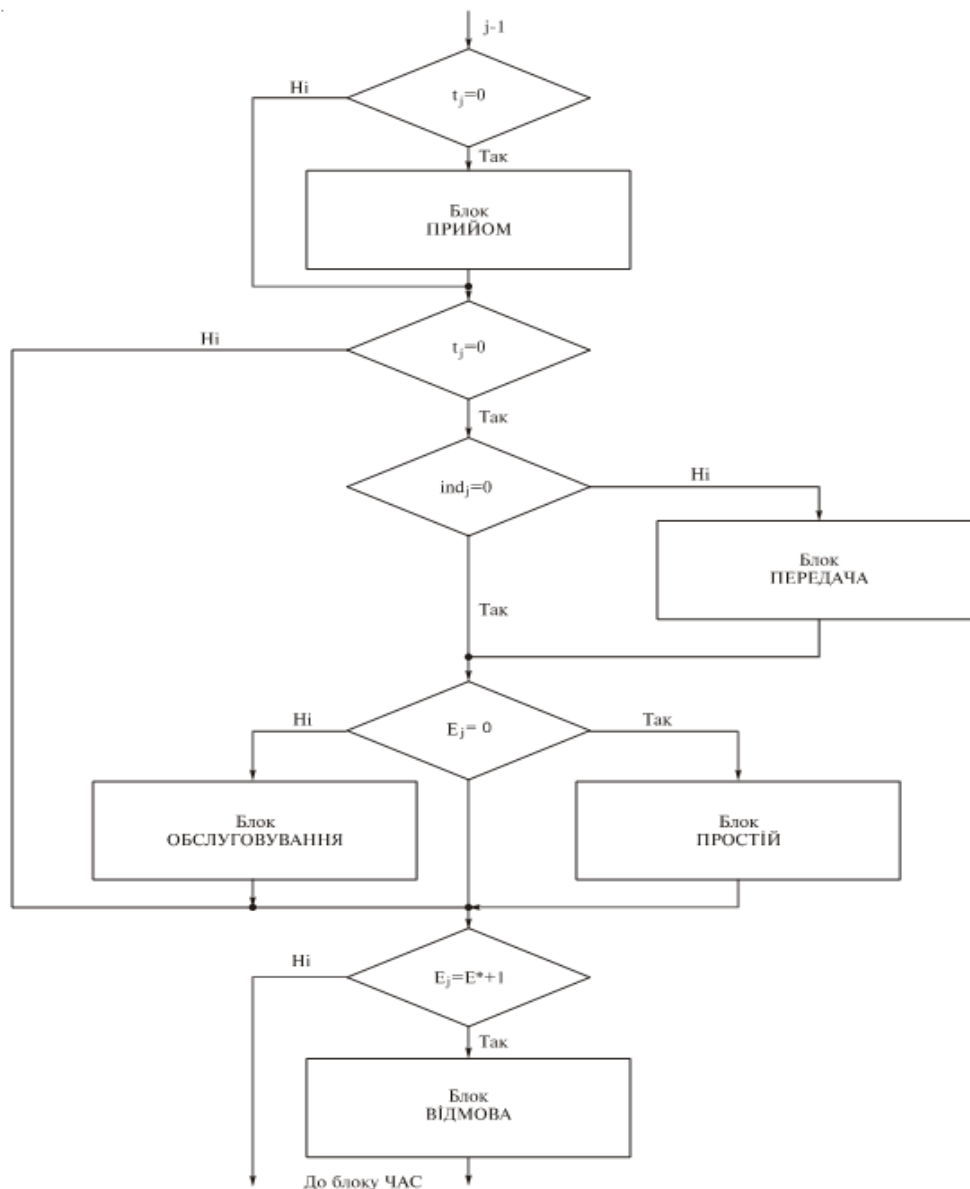 j-1
Ні
t_j=0
Так
Блок
ПРИЙОМ
Ні
t_j=0
Так
ind_j=0
Ні
Блок
ПЕРЕДАЧА
Так
Ні
E_j= 0
Так
Блок
ОБСЛУГОВУВАННЯ
Блок
ПРОСТІЙ
Ні
E_j=E*+1
Так
Блок
ВІДМОВА
До блоку ЧАС